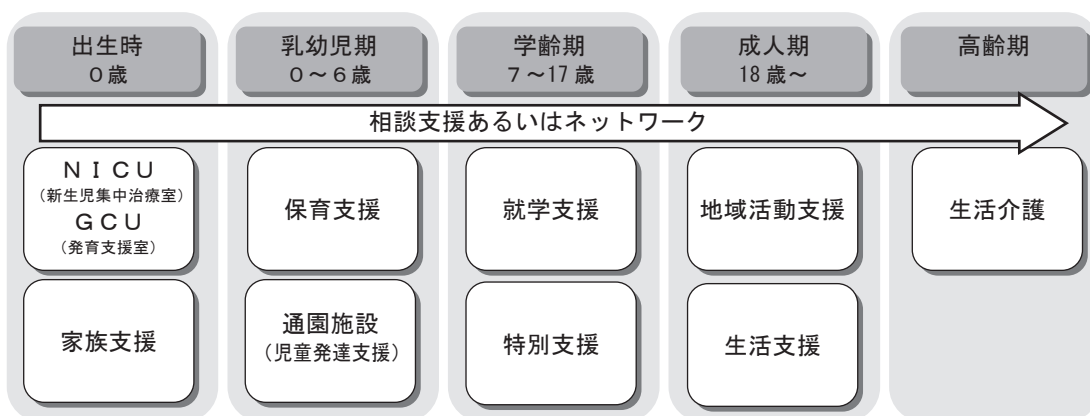 出生時
０歳
乳幼児期
０～６歳
学齢期
７～17歳
成人期
18歳～
高齢期
相談支援あるいはネットワーク
ＮＩＣＵ
（新生児集中治療室）
ＧＣＵ
（発育支援室）
保育支援
就学支援
地域活動支援
生活介護
家族支援
通園施設
（児童発達支援）
特別支援
生活支援